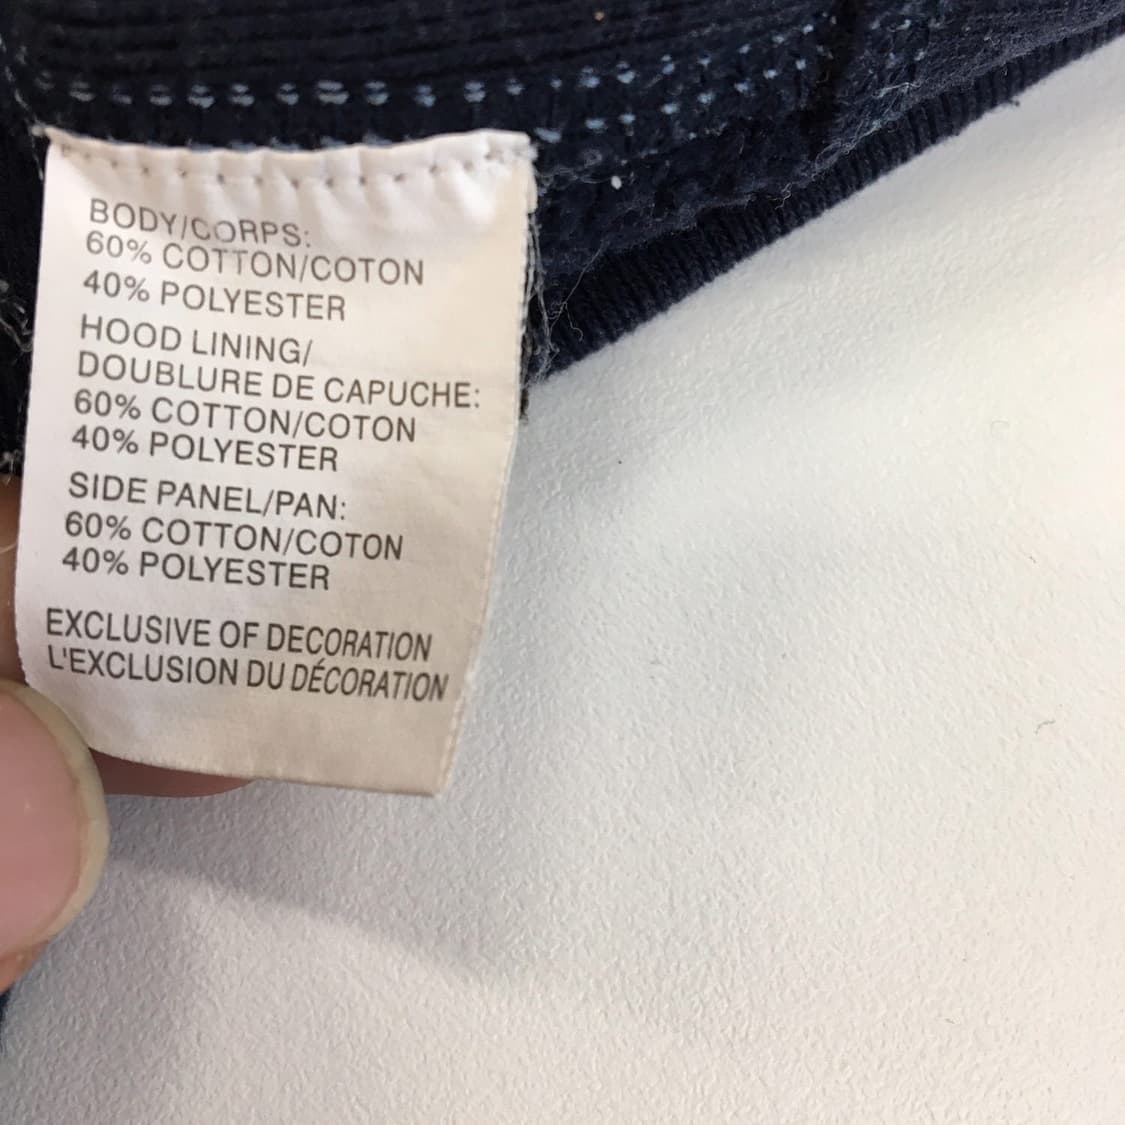 BODY/CORPS:
60% COTTON/COTON
40% POLYESTER
HOOD LINING/
DOUBLURE DE CAPUCHE:
60% COTTON/COTON
40% POLYESTER
SIDE PANEL/PAN:
60% COTTON/COTON
40% POLYESTER
EXCLUSIVE OF DECORATION
L'EXCLUSION DU DÉCORATION